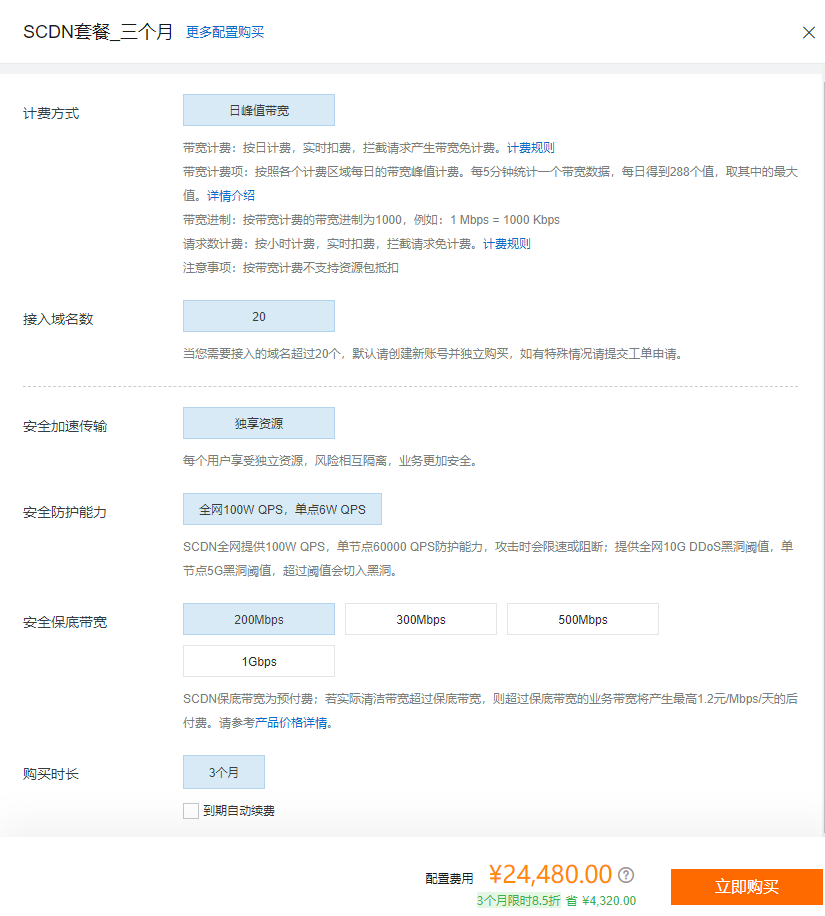 SCDN套餐_三个月 更多配置购买
计费方式
日峰值带宽
带宽计费：按日计费，实时扣费，拦截请求产生带宽免计费。计费规则
带宽计费项：按照各个计费区域每日的带宽峰值计费。每5分钟统计一个带宽数据，每日得到288个值，取其中的最大
值。详情介绍
带宽进制：按带宽计费的带宽进制为1000，例如：1 Mbps = 1000 Kbps
请求数计费：按小时计费，实时扣费，拦截请求免计费。计费规则
注意事项：按带宽计费不支持资源包抵扣
接入域名数
20
当您需要接入的域名超过20个，默认请创建新账号并独立购买，如有特殊情况请提交工单申请。
安全加速传输
独享资源
每个用户享受独立资源，风险相互隔离，业务更加安全。
安全防护能力
全网100W QPS，单点6W QPS
SCDN全网提供100W QPS，单节点60000 QPS防护能力，攻击时会限速或阻断；提供全网10G DDoS黑洞阈值，单
节点5G黑洞阈值，超过阈值会切入黑洞。
安全保底带宽
200Mbps 300Mbps 500Mbps
1Gbps
SCDN保底带宽为预付费；若实际清洁带宽超过保底带宽，则超过保底带宽的业务带宽将产生最高1.2元/Mbps/天的后
付费。请参考产品价格详情。
购买时长
3个月
到期自动续费
配置费用 ¥24,480.00 ?
3个月限时8.5折 省 ¥4,320.00
立即购买